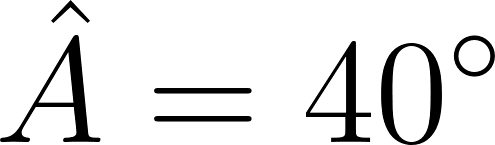 Â = 40°